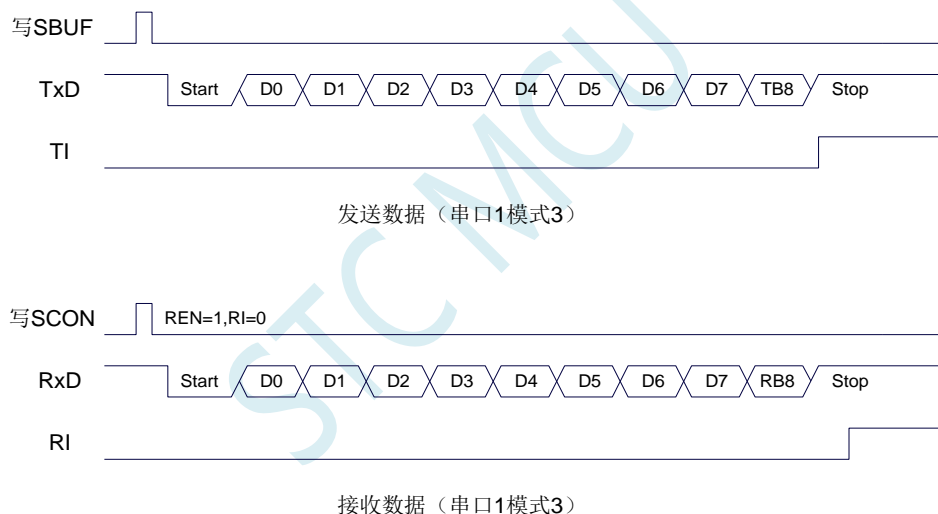 写SBUF
TxD Start D0 D1 D2 D3 D4 D5 D6 D7 TB8 Stop
TI
发送数据（串口1模式3）
写SCON REN=1,RI=0
RxD Start D0 D1 D2 D3 D4 D5 D6 D7 RB8 Stop
RI
接收数据（串口1模式3）
STC MCU